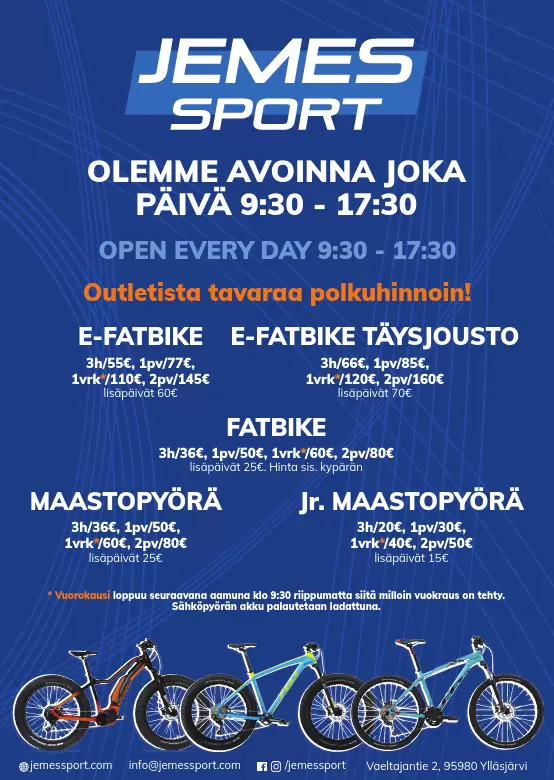 JEMES
SPORT
OLEMME AVOINNA JOKA
PÄIVÄ 9:30 - 17:30
OPEN EVERY DAY 9:30 - 17:30
Outletista tavaraa polkuhinnoin!
E-FATBIKE
3h/55€, 1pv/77€,
1vrk*/110€, 2pv/145€
lisäpäivät 60€
E-FATBIKE TÄYSJOUSTO
3h/66€, 1pv/85€,
1vrk*/120€, 2pv/160€
lisäpäivät 70€
FATBIKE
3h/36€, 1pv/50€, 1vrk*/60€, 2pv/80€
lisäpäivät 25€. Hinta sis. kypärän
MAASTOPYÖRÄ
3h/36€, 1pv/50€,
1vrk*/60€, 2pv/80€
lisäpäivät 25€
Jr. MAASTOPYÖRÄ
3h/20€, 1pv/30€,
1vrk*/40€, 2pv/50€
lisäpäivät 15€
* Vuorokausi loppuu seuraavana aamuna klo 9:30 riippumatta siitä milloin vuokraus on tehty.
Sähköpyörän akku palautetaan ladattuna.
jemessport.com info@jemessport.com /jemessport Vaeltajantie 2, 95980 Ylläsjärvi